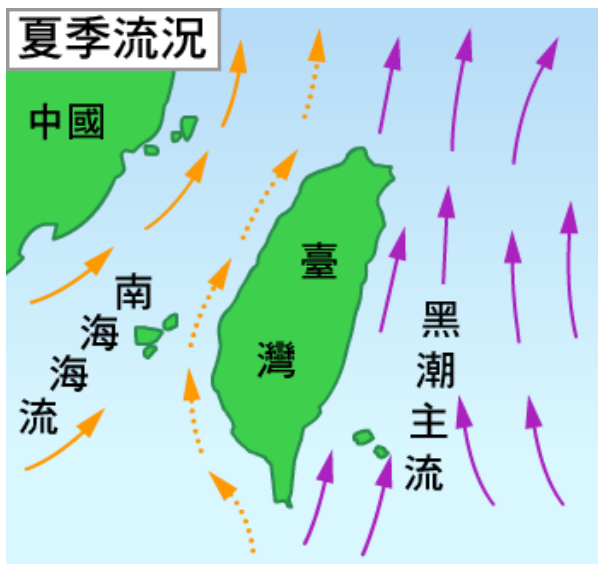 夏季流況
中國
臺灣
南海海流
黑潮主流